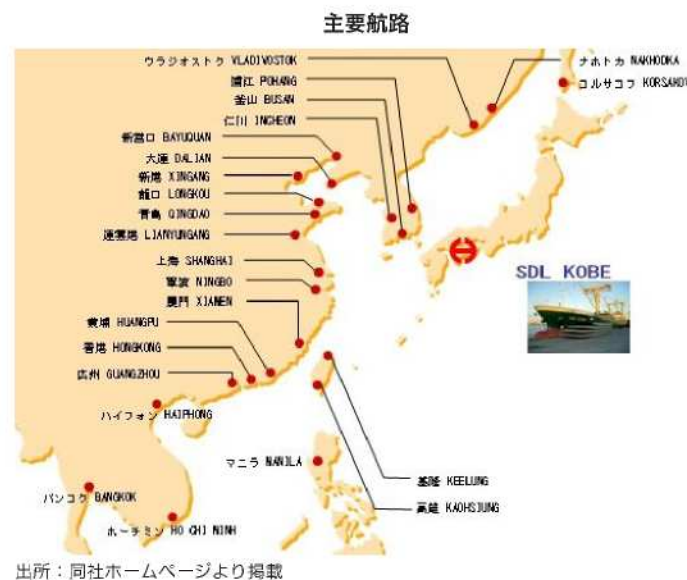 主要航路
ウラジオストク VLADIVOSTOK
ナホトカ NAKHODKA
浦江 POHANG
コルサコフ KORSAKOV
釜山 BUSAN
仁川 INCHEON
新営口 BAYUQUAN
大連 DALIAN
新港 XINGANG
龍口 LONGKOU
青島 QINGDAO
連雲港 LIANYUNGANG
上海 SHANGHAI
寧波 NINGBO
厦門 XIAMEN
SDL KOBE
黄埔 HUANGPU
香港 HONGKONG
広州 GUANGZHOU
ハイフォン HAIPHONG
マニラ MANILA
基隆 KEELUNG
バンコク BANGKOK
高雄 KAOHSIUNG
ホーチミン HO CHI MINH
出所：同社ホームページより掲載